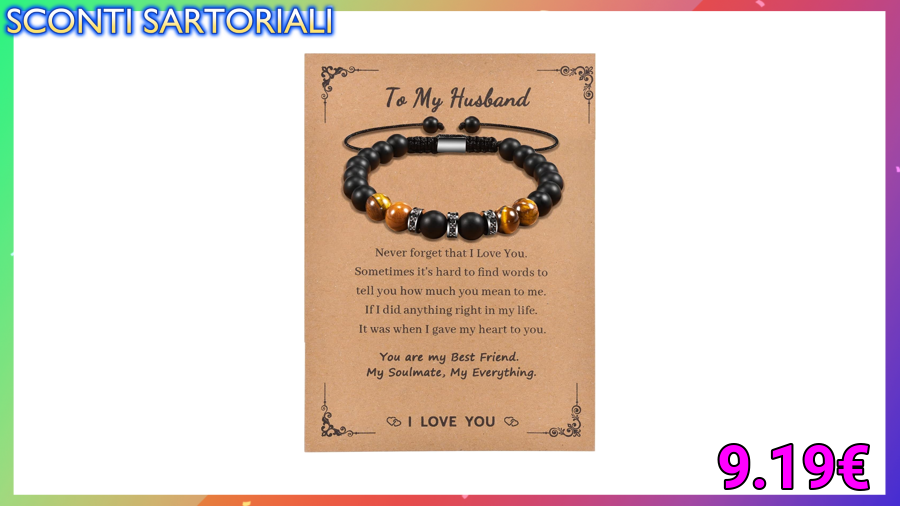 SCONTI SARTORIALI
To My Husband
Never forget that I Love You.
Sometimes it's hard to find words to
tell you how much you mean to me.
If I did anything right in my life.
It was when I gave my heart to you.
You are my Best Friend.
My Soulmate, My Everything.
I LOVE YOU
9.19€